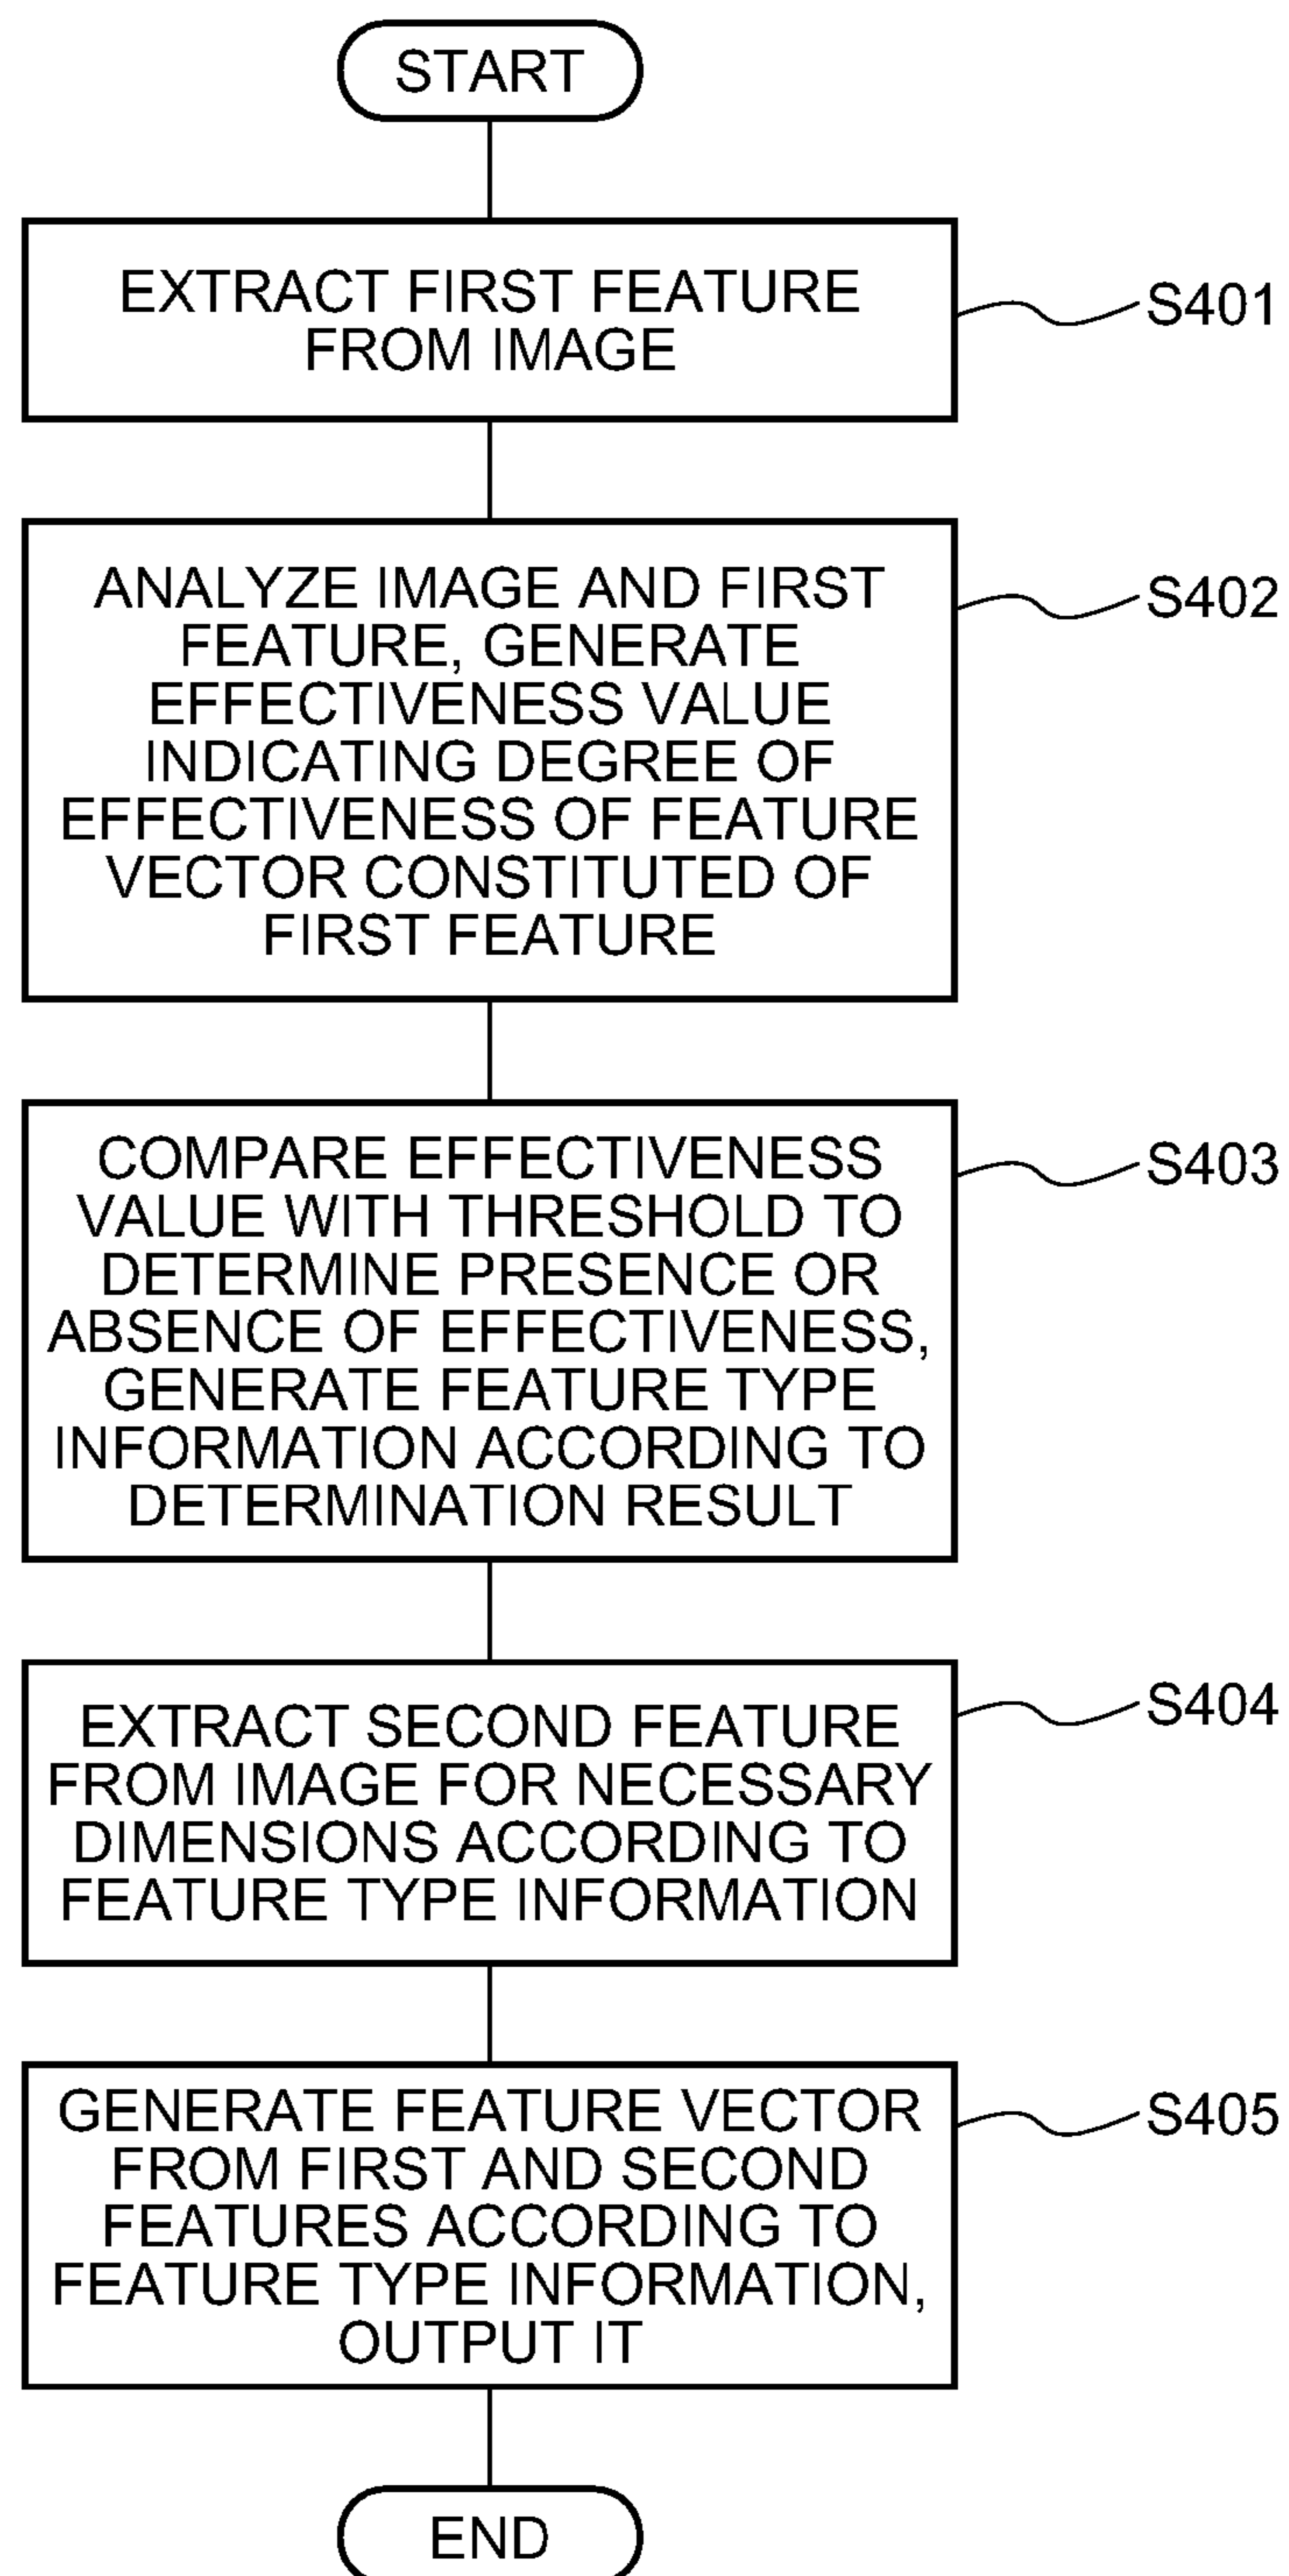 START
EXTRACT FIRST FEATURE
FROM IMAGE
S401
ANALYZE IMAGE AND FIRST
FEATURE, GENERATE
EFFECTIVENESS VALUE
INDICATING DEGREE OF
EFFECTIVENESS OF FEATURE
VECTOR CONSTITUTED OF
FIRST FEATURE
S402
COMPARE EFFECTIVENESS
VALUE WITH THRESHOLD TO
DETERMINE PRESENCE OR
ABSENCE OF EFFECTIVENESS,
GENERATE FEATURE TYPE
INFORMATION ACCORDING TO
DETERMINATION RESULT
S403
EXTRACT SECOND FEATURE
FROM IMAGE FOR NECESSARY
DIMENSIONS ACCORDING TO
FEATURE TYPE INFORMATION
S404
GENERATE FEATURE VECTOR
FROM FIRST AND SECOND
FEATURES ACCORDING TO
FEATURE TYPE INFORMATION,
OUTPUT IT
S405
END